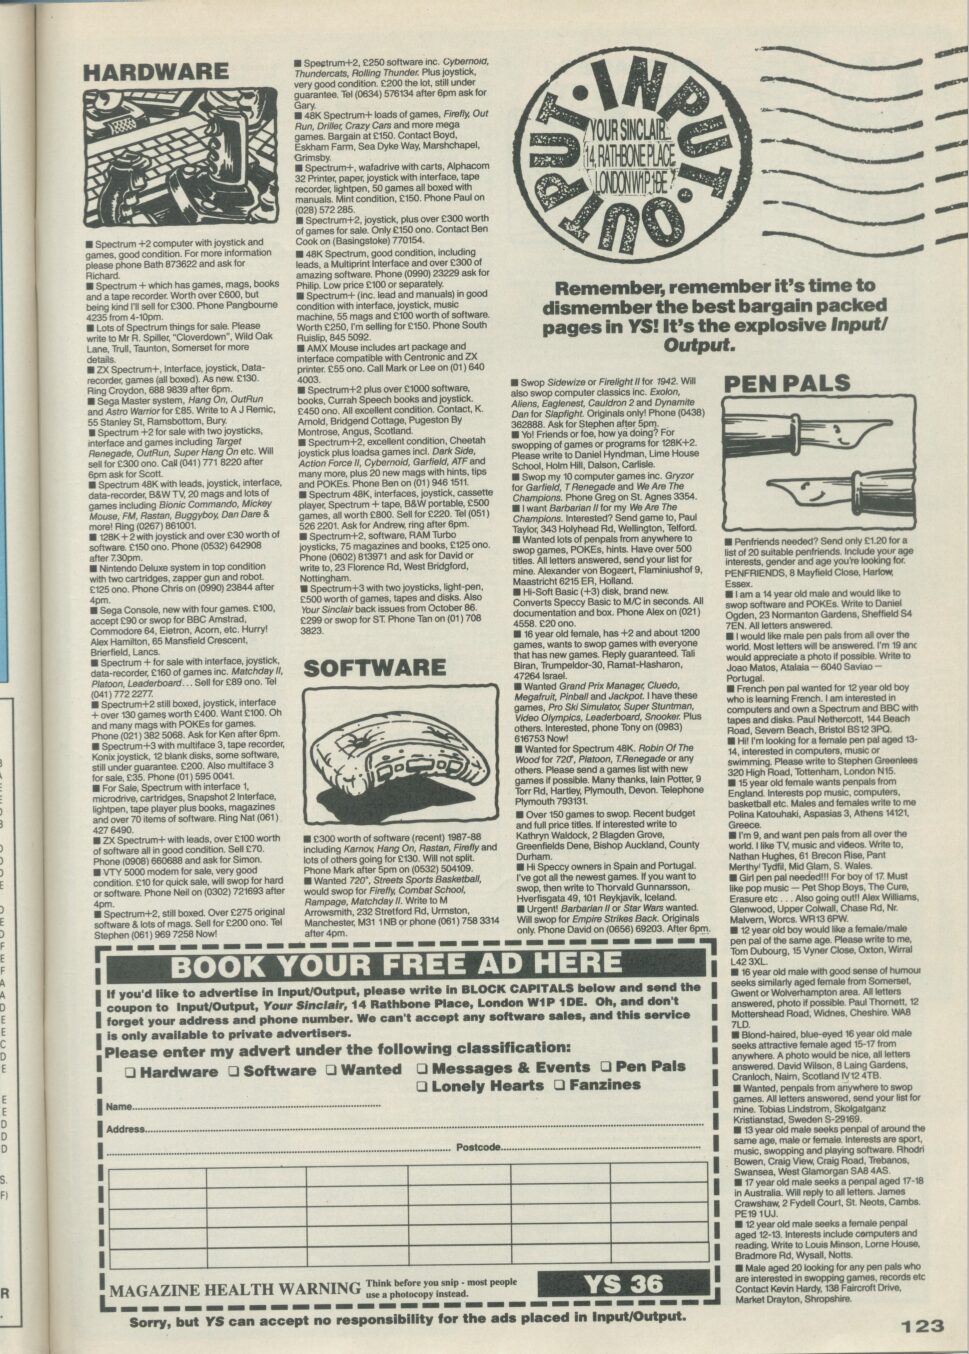 HARDWARE
■ Spectrum +2 computer with joystick and
games, good condition. For more information
please phone Bath 873622 and ask for
Richard.
■ Spectrum + which has games, mags, books
and a tape recorder. Worth over £600, but
being kind I'll sell for £300. Phone Pangbourne
4235 from 4-10pm.
■ Lots of Spectrum things for sale. Please
write to Mr R. Spiller, "Cloverdown", Wild Oak
Lane, Trull, Taunton, Somerset for more
details.
■ ZX Spectrum+, Interface, joystick, Data-
recorder, games (all boxed). As new. £130.
Ring Croydon, 688 9839 after 6pm.
■ Sega Master system, Hang On, OutRun
and Astro Warrior for £85. Write to A J Remic,
55 Stanley St, Ramsbottom, Bury.
■ Spectrum +2 for sale with two joysticks,
interface and games including Target
Renegade, OutRun, Super Hang On etc. Will
sell for £300 ono. Call (041) 771 8220 after
6pm ask for Scott.
■ Spectrum 48K with leads, joystick, interface,
data-recorder, B&W TV, 20 mags and lots of
games including Bionic Commando, Mickey
Mouse, FM, Rastan, Buggyboy, Dan Dare &
more! Ring (0267) 861001.
■ 128K + 2 with joystick and over £30 worth of
software. £150 ono. Phone (0532) 642908
after 7.30pm.
■ Nintendo Deluxe system in top condition
with two cartridges, zapper gun and robot.
£125 ono. Phone Chris on (0990) 23844 after
4pm.
■ Sega Console, new with four games. £100,
accept £90 or swop for BBC Amstrad,
Commodore 64, Eletron, Acorn, etc. Hurry!
Alex Hamilton, 65 Mansfield Crescent,
Brierfield, Lancs.
■ Spectrum + for sale with interface, joystick,
data-recorder, £160 of games inc. Matchday II,
Platoon, Leaderboard... Sell for £89 ono. Tel
(041) 772 2277.
■ Spectrum+2 still boxed, joystick, interface
+ over 130 games worth £400. Want £100. Oh
and many mags with POKEs for games.
Phone (021) 382 5068. Ask for Ken after 6pm.
■ Spectrum+3 with multiface 3, tape recorder,
Konix joystick, 12 blank disks, some software,
still under guarantee. £200. Also multiface 3
for sale, £35. Phone (01) 595 0041.
■ For Sale, Spectrum with interface 1,
microdrive, cartridges, Snapshot 2 Interface,
lightpen, tape player plus books, magazines
and over 70 items of software. Ring Nat (061)
427 6490.
■ ZX Spectrum+ with leads, over £100 worth
of software all in good condition. Sell £70.
Phone (0908) 660688 and ask for Simon.
■ VTY 5000 modem for sale, very good
condition. £10 for quick sale, will swop for hard
or software. Phone Neil on (0302) 721693 after
4pm.
■ Spectrum+2, still boxed. Over £275 original
software & lots of mags. Sell for £200 ono. Tel
Stephen (061) 969 7258 Now!
■ Spectrum+2, £250 software inc. Cybernoid,
Thundercats, Rolling Thunder. Plus joystick,
very good condition. £200 the lot, still under
guarantee. Tel (0634) 576134 after 6pm ask for
Gary.
■ 48K Spectrum+ loads of games, Firefly, Out
Run, Driller, Crazy Cars and more mega
games. Bargain at £150. Contact Boyd,
Eskham Farm, Sea Dyke Way, Marshchapel,
Grimsby.
■ Spectrum+, wafadrive with carts, Alphacom
32 Printer, paper, joystick with interface, tape
recorder, lightpen, 50 games all boxed with
manuals. Mint condition, £150. Phone Paul on
(028) 572 285.
■ Spectrum+2, joystick, plus over £300 worth
of games for sale. Only £150 ono. Contact Ben
Cook on (Basingstoke) 770154.
■ 48K Spectrum, good condition, including
leads, a Multiprint Interface and over £300 of
amazing software. Phone (0990) 23229 ask for
Philip. Low price £100 or separately.
■ Spectrum+ (inc. lead and manuals) in good
condition with interface, joystick, music
machine, 55 mags and £100 worth of software.
Worth £250, I'm selling for £150. Phone South
Ruislip, 845 5092.
■ AMX Mouse includes art package and
interface compatible with Centronic and ZX
printer. £55 ono. Call Mark or Lee on (01) 640
4003.
■ Spectrum+2 plus over £1000 software,
books, Currah Speech books and joystick.
£450 ono. All excellent condition. Contact, K.
Arnold, Bridgend Cottage, Pugeston By
Montrose, Angus, Scotland.
■ Spectrum+2, excellent condition, Cheetah
joystick plus loadsa games incl. Dark Side,
Action Force II, Cybernoid, Garfield, ATF and
many more, plus 20 new mags with hints, tips
and POKEs. Phone Ben on (01) 946 1511.
■ Spectrum 48K, interfaces, joystick, cassette
player, Spectrum + tape, B&W portable, £500
games, all worth £800. Sell for £220. Tel (051)
526 2201. Ask for Andrew, ring after 6pm.
■ Spectrum+2, software, RAM Turbo
joysticks, 75 magazines and books, £125 ono.
Phone (0602) 813971 and ask for David or
write to, 23 Florence Rd, West Bridgford,
Nottingham.
■ Spectrum+3 with two joysticks, light-pen,
£500 worth of games, tapes and disks. Also
Your Sinclair back issues from October 86.
£299 or swop for ST. Phone Tan on (01) 708
3823.
SOFTWARE
■ £300 worth of software (recent) 1987-88
including Karnov, Hang On, Rastan, Firefly and
lots of others going for £130. Will not split.
Phone Mark after 5pm on (0532) 504109.
■ Wanted 720°, Streets Sports Basketball,
would swop for Firefly, Combat School,
Rampage, Matchday II. Write to M
Arrowsmith, 232 Stretford Rd, Urmston,
Manchester, M31 1NB or phone (061) 758 3314
after 4pm.
INPUT · OUTPUT ·
YOUR SINCLAIR,
14, RATHBONE PLACE,
LONDON W1P 1DE
Remember, remember it's time to
dismember the best bargain packed
pages in YS! It's the explosive Input/
Output.
■ Swop Sidewize or Firelight II for 1942. Will
also swop computer classics inc. Exolon,
Aliens, Eaglenest, Cauldron 2 and Dynamite
Dan for Slapfight. Originals only! Phone (0438)
362888. Ask for Stephen after 5pm.
■ Yo! Friends or foe, how ya doing? For
swopping of games or programs for 128K+2.
Please write to Daniel Hyndman, Lime House
School, Holm Hill, Dalson, Carlisle.
■ Swop my 10 computer games inc. Gryzor
for Garfield, T Renegade and We Are The
Champions. Phone Greg on St. Agnes 3354.
■ I want Barbarian II for my We Are The
Champions. Interested? Send game to, Paul
Taylor, 343 Holyhead Rd, Wellington, Telford.
■ Wanted lots of penpals from anywhere to
swop games, POKEs, hints. Have over 500
titles. All letters answered, send your list for
mine. Alexander von Bogzert, Flaminiushof 9,
Maastricht 6215 ER, Holland.
■ Hi-Soft Basic (+3) disk, brand new.
Converts Speccy Basic to M/C in seconds. All
documentation and box. Phone Alex on (021)
4558. £20 ono.
■ 16 year old female, has +2 and about 1200
games, wants to swop games with everyone
that has new games. Reply guaranteed. Tali
Biran, Trumpeldor-30, Ramat-Hasharon,
47264 Israel.
■ Wanted Grand Prix Manager, Cluedo,
Megafruit, Pinball and Jackpot. I have these
games, Pro Ski Simulator, Super Stuntman,
Video Olympics, Leaderboard, Snooker. Plus
others. Interested, phone Tony on (0983)
616753 Now!
■ Wanted for Spectrum 48K. Robin Of The
Wood for 720°, Platoon, T.Renegade or any
others. Please send a games list with new
games if possible. Many thanks, Iain Potter, 9
Torr Rd, Hartley, Plymouth, Devon. Telephone
Plymouth 793131.
■ Over 150 games to swop. Recent budget
and full price titles. If interested write to
Kathryn Waldock, 2 Blagden Grove,
Greenfields Dene, Bishop Auckland, County
Durham.
■ Hi Speccy owners in Spain and Portugal.
I've got all the newest games. If you want to
swop, then write to Thorvald Gunnarsson,
Hverfisgata 49, 101 Reykjavik, Iceland.
■ Urgent! Barbarian II or Star Wars wanted.
Will swop for Empire Strikes Back. Originals
only. Phone David on (0656) 69203. After 6pm.
PEN PALS
■ Penfriends needed? Send only £1.20 for a
list of 20 suitable penfriends. Include your age
interests, gender and age you're looking for.
PENFRIENDS, 8 Mayfield Close, Harlow,
Essex.
■ I am a 14 year old male and would like to
swop software and POKEs. Write to Daniel
Ogden, 23 Normanton Gardens, Sheffield S4
7EN. All letters answered.
■ I would like male pen pals from all over the
world. Most letters will be answered. I'm 19 and
would appreciate a photo if possible. Write to
Joao Matos, Atalaia — 6040 Saviao —
Portugal.
■ French pen pal wanted for 12 year old boy
who is learning French. I am interested in
computers and own a Spectrum and BBC with
tapes and disks. Paul Nethercott, 144 Beach
Road, Severn Beach, Bristol BS12 3PQ.
■ Hi! I'm looking for a female pen pal aged 13-
14, interested in computers, music or
swimming. Please write to Stephen Greenlees
320 High Road, Tottenham, London N15.
■ 15 year old female wants penpals from
England. Interests pop music, computers,
basketball etc. Males and females write to me
Polina Katouhaki, Aspasias 3, Athens 14121,
Greece.
■ I'm 9, and want pen pals from all over the
world. I like TV, music and videos. Write to,
Nathan Hughes, 61 Brecon Rise, Pant
Merthyl Tydfil, Mid Glam, S. Wales.
■ Girl pen pal needed!!! For boy of 17. Must
like pop music — Pet Shop Boys, The Cure,
Erasure etc . . . Also going out!! Alex Williams,
Glenwood, Upper Colwall, Chase Rd, Nr.
Malvern, Worcs. WR13 6PW.
■ 12 year old boy would like a female/male
pen pal of the same age. Please write to me,
Tom Dubourg, 15 Vyner Close, Oxton, Wirral
L42 3XL.
■ 16 year old male with good sense of humour
seeks similarly aged female from Somerset,
Gwent or Wolverhampton area. All letters
answered, photo if possible. Paul Thornett, 12
Mottershead Road, Widnes, Cheshire. WA8
7LD.
■ Blond-haired, blue-eyed 16 year old male
seeks attractive female aged 15-17 from
anywhere. A photo would be nice, all letters
answered. David Wilson, 8 Laing Gardens,
Cranloch, Nairn, Scotland IV12 4TB.
■ Wanted, penpals from anywhere to swop
games. All letters answered, send your list for
mine. Tobias Lindstrom, Skolgatganz
Kristianstad, Sweden S-29169.
■ 13 year old male seeks penpal of around the
same age, male or female. Interests are sport,
music, swopping and playing software. Rhodri
Bowen, Craig View, Craig Road, Trebanos,
Swansea, West Glamorgan SA8 4AS.
■ 17 year old male seeks a penpal aged 17-18
in Australia. Will reply to all letters. James
Crawshaw, 2 Fydell Court, St. Neots, Cambs.
PE19 1UJ.
■ 12 year old male seeks a female penpal
aged 12-13. Interests include computers and
reading. Write to Louis Minson, Lorne House,
Bradmore Rd, Wysall, Notts.
■ Male aged 20 looking for any pen pals who
are interested in swopping games, records etc
Contact Kevin Hardy, 138 Faircroft Drive,
Market Drayton, Shropshire.
BOOK YOUR FREE AD HERE
If you'd like to advertise in Input/Output, please write in BLOCK CAPITALS below and send the
coupon to Input/Output, Your Sinclair, 14 Rathbone Place, London W1P 1DE. Oh, and don't
forget your address and phone number. We can't accept any software sales, and this service
is only available to private advertisers.
Please enter my advert under the following classification:
❏ Hardware ❏ Software ❏ Wanted ❏ Messages & Events ❏ Pen Pals
❏ Lonely Hearts ❏ Fanzines
Name
Address
Postcode
MAGAZINE HEALTH WARNING Think before you snip - most people
use a photocopy instead.
YS 36
Sorry, but YS can accept no responsibility for the ads placed in Input/Output.
123